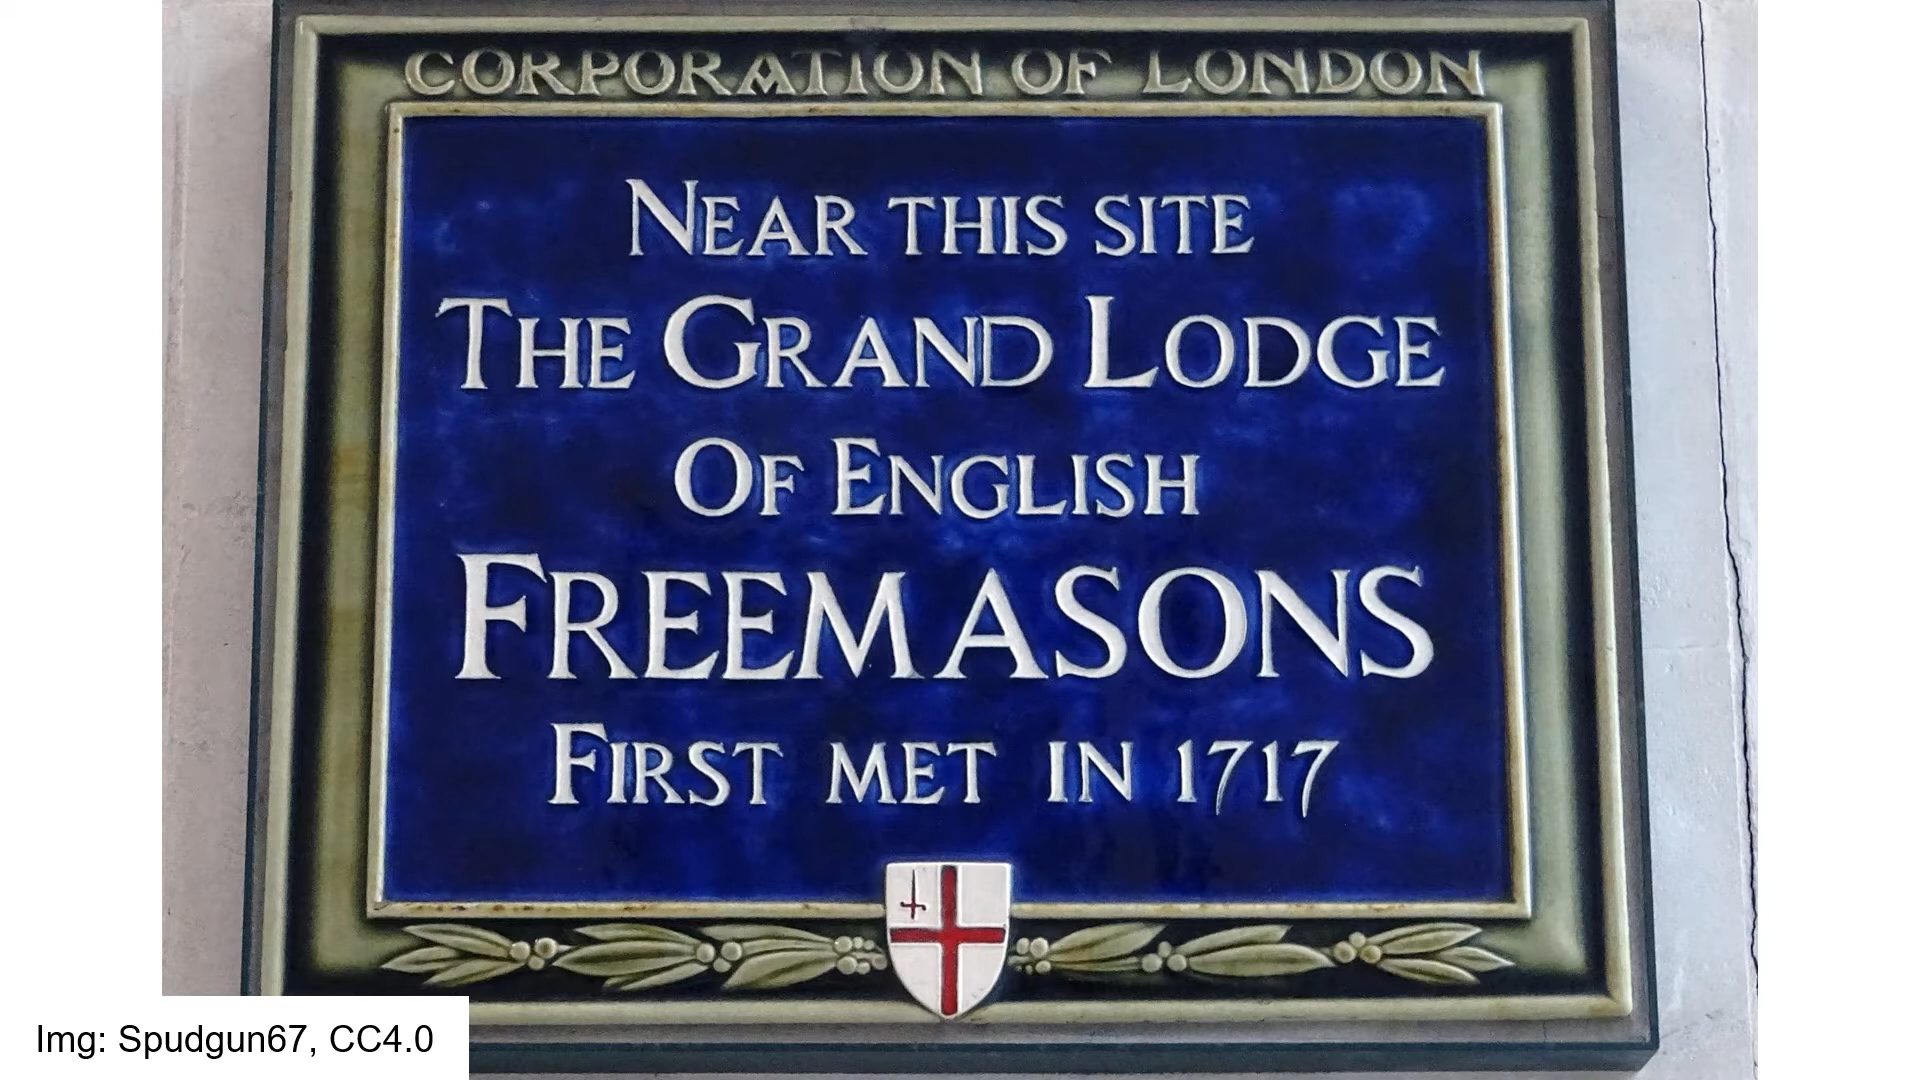 CORPORATION OF LONDON
NEAR THIS SITE
THE GRAND LODGE
OF ENGLISH
FREEMASONS
FIRST MET IN 1717
Img: Spudgun67, CC4.0